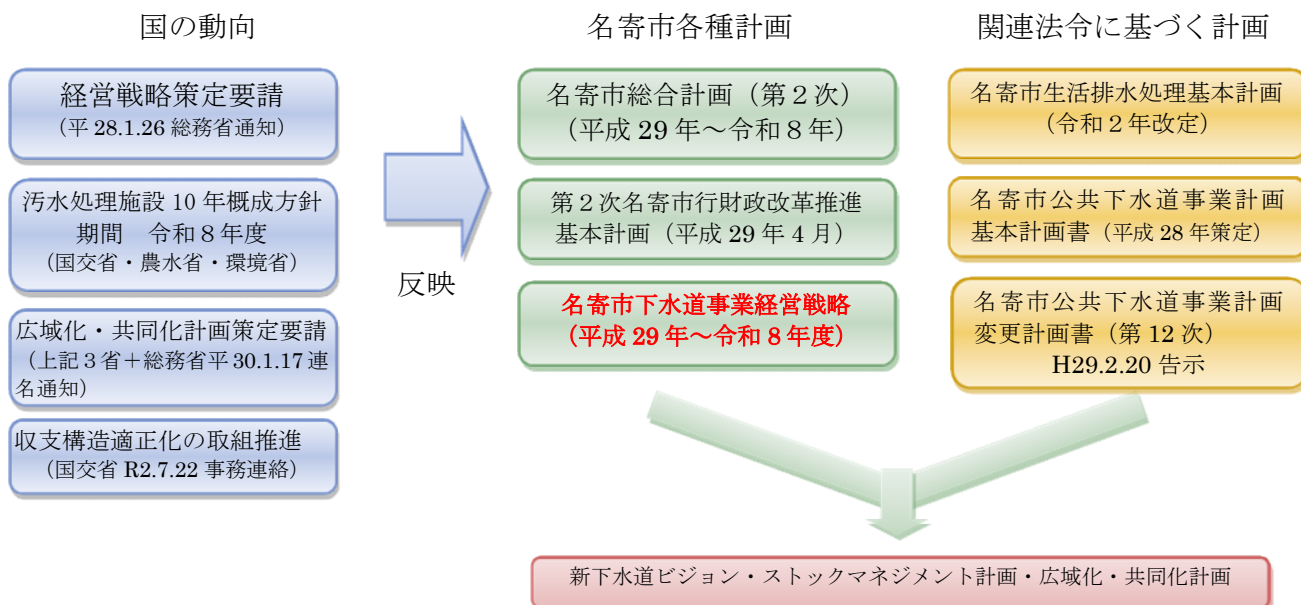 国の動向
経営戦略策定要請
（平 28.1.26 総務省通知）
汚水処理施設 10 年概成方針
期間　令和８年度
（国交省・農水省・環境省）
広域化・共同化計画策定要請
（上記３省＋総務省平 30.1.17 連
名通知）
収支構造適正化の取組推進
（国交省 R2.7.22 事務連絡）
反映
名寄市各種計画
名寄市総合計画（第２次）
（平成 29 年～令和８年）
第２次名寄市行財政改革推進
基本計画（平成 29 年 4 月）
名寄市下水道事業経営戦略
（平成 29 年～令和 8 年度）
関連法令に基づく計画
名寄市生活排水処理基本計画
（令和２年改定）
名寄市公共下水道事業計画
基本計画書（平成 28 年策定）
名寄市公共下水道事業計画
変更計画書（第 12 次）
H29.2.20 告示
新下水道ビジョン・ストックマネジメント計画・広域化・共同化計画